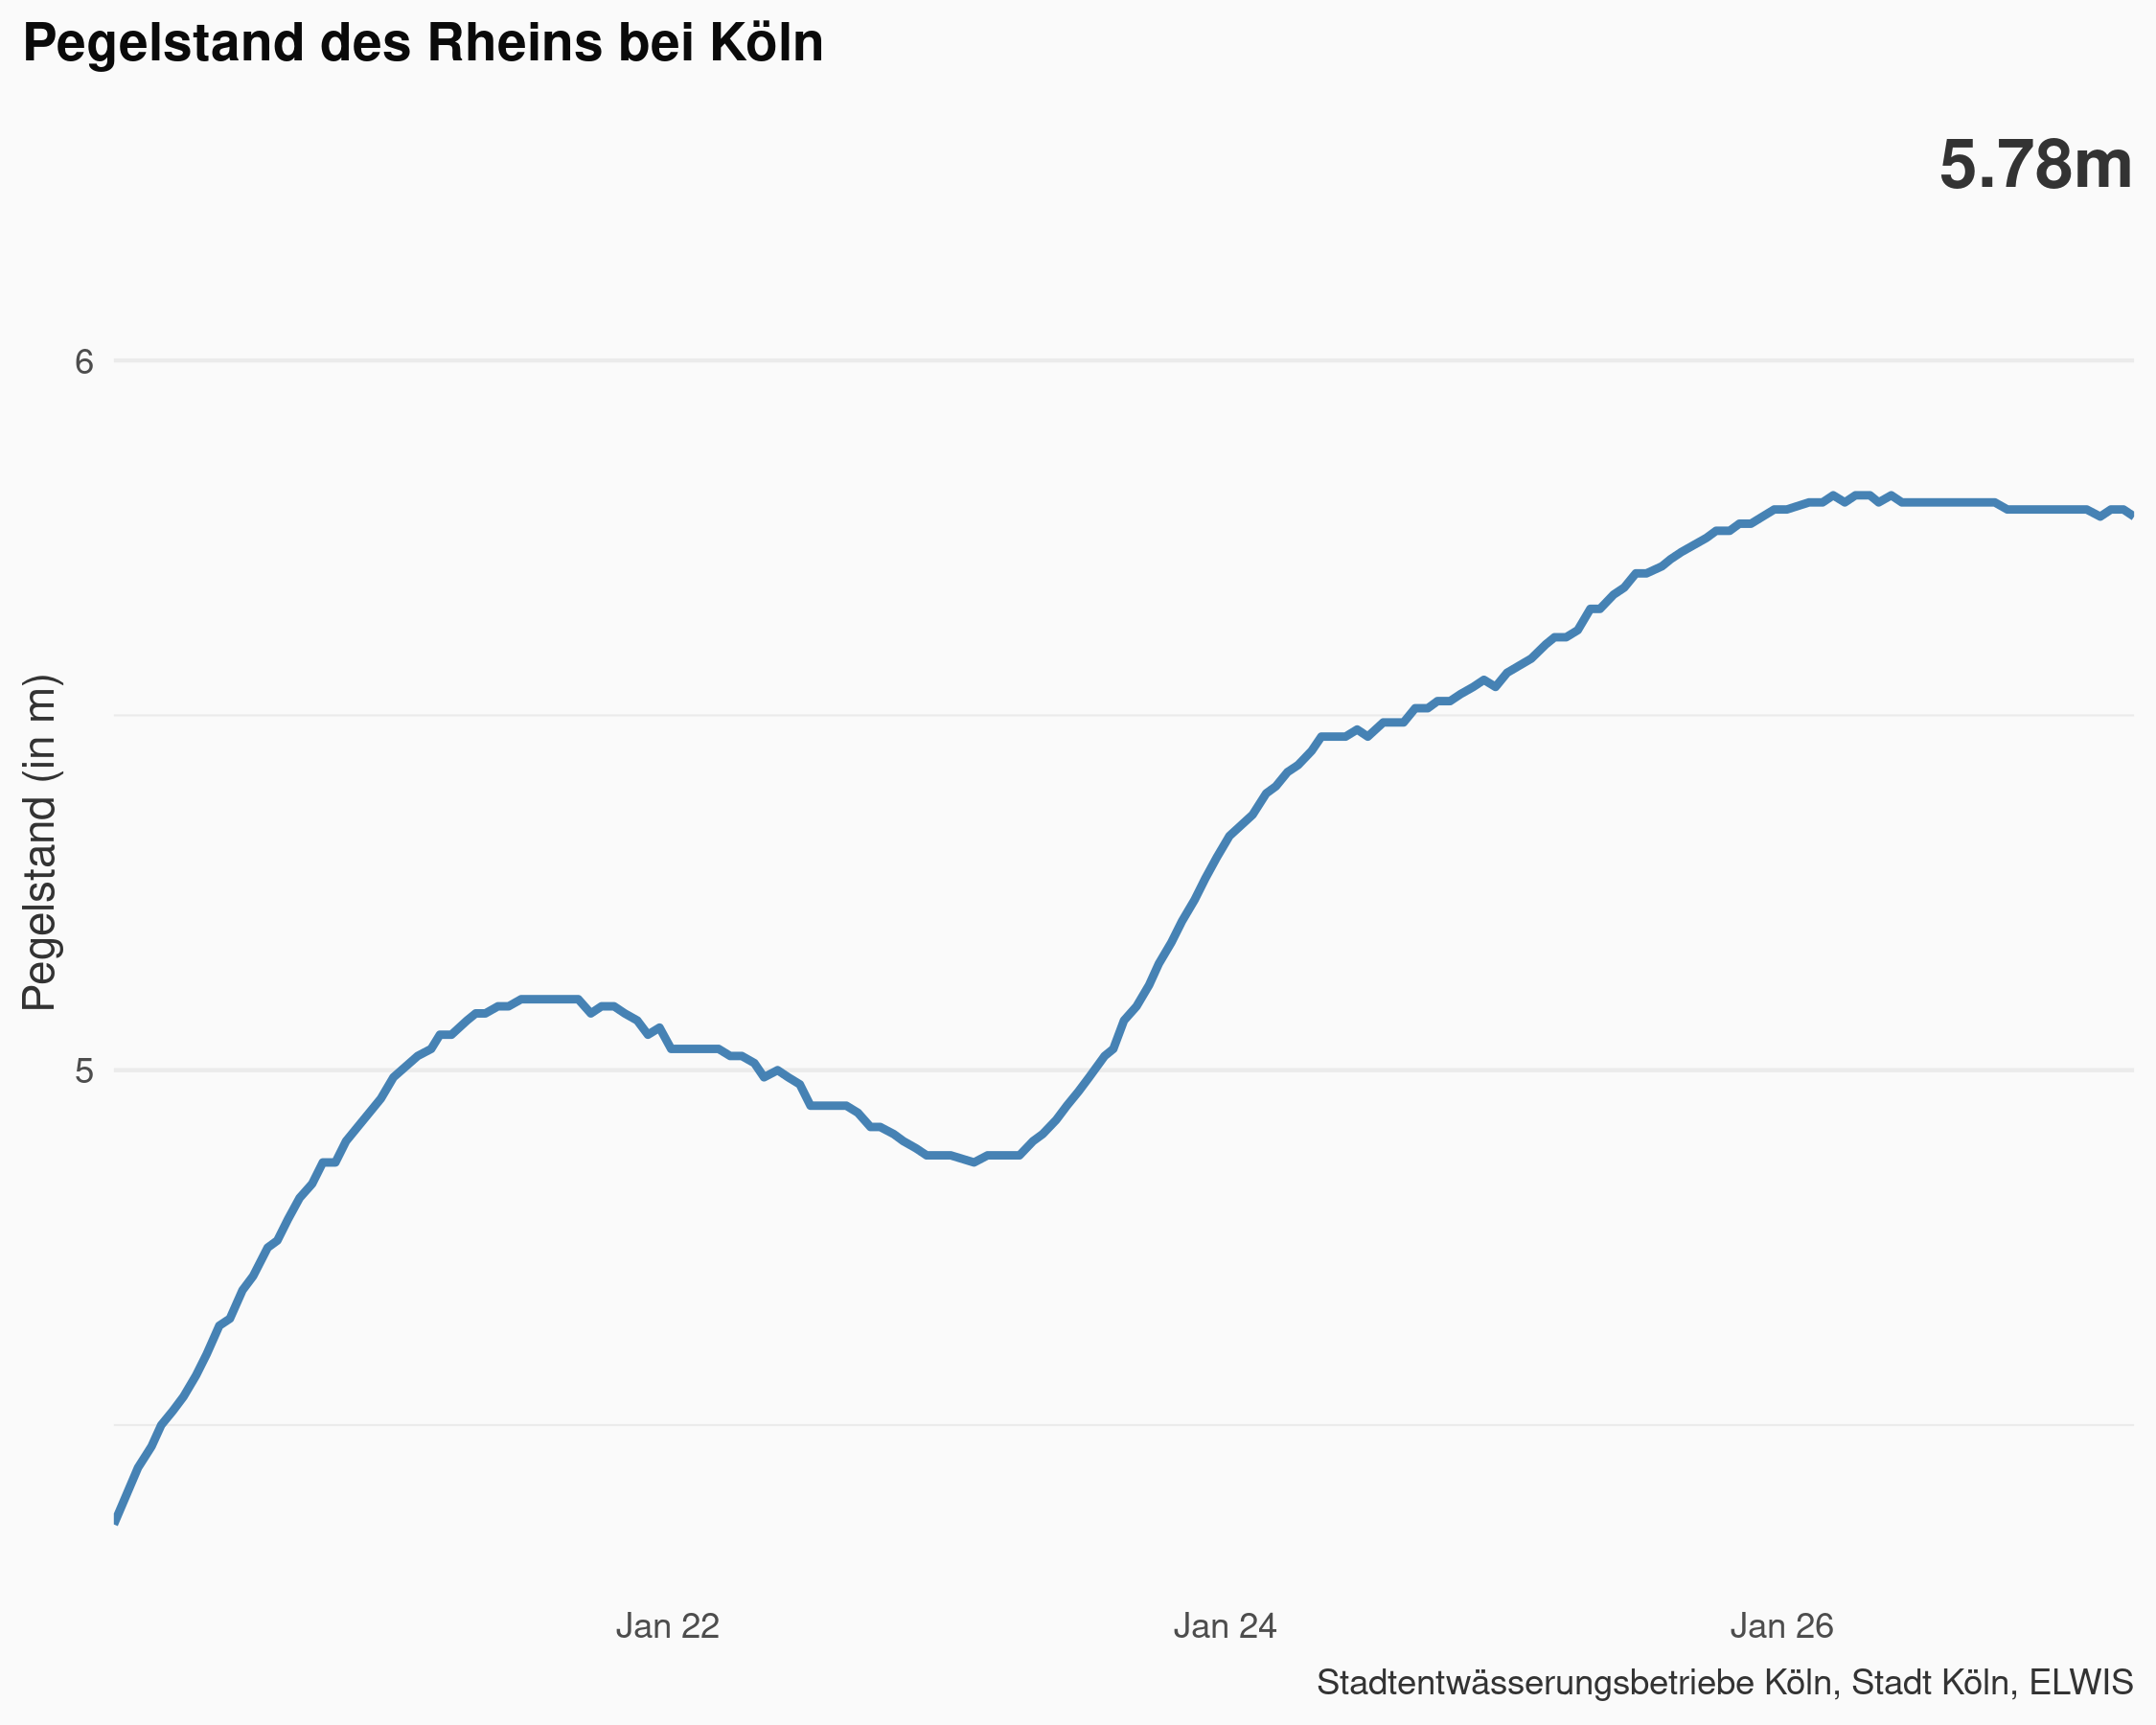 Pegelstand des Rheins bei Köln
5.78m
6
Pegelstand (in m)
5
Jan 22
Jan 24
Jan 26
Stadtentwässerungsbetriebe Köln, Stadt Köln, ELWIS